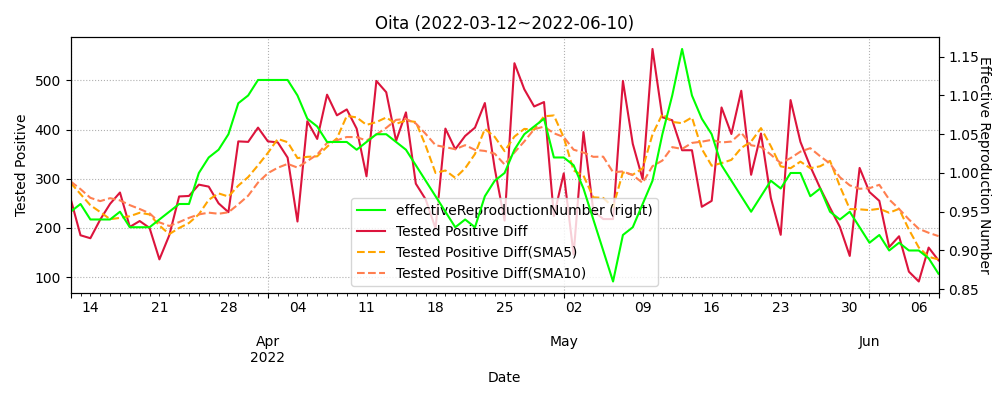 Oita (2022-03-12~2022-06-10)
Tested Positive
Effective Reproduction Number
500
400
300
200
100
1.15
1.10
1.05
1.00
0.95
0.90
0.85
effectiveReproductionNumber (right)
Tested Positive Diff
Tested Positive Diff(SMA5)
Tested Positive Diff(SMA10)
14 21 28 04 11 18 25 02 09 16 23 30 06
Apr May Jun
2022
Date